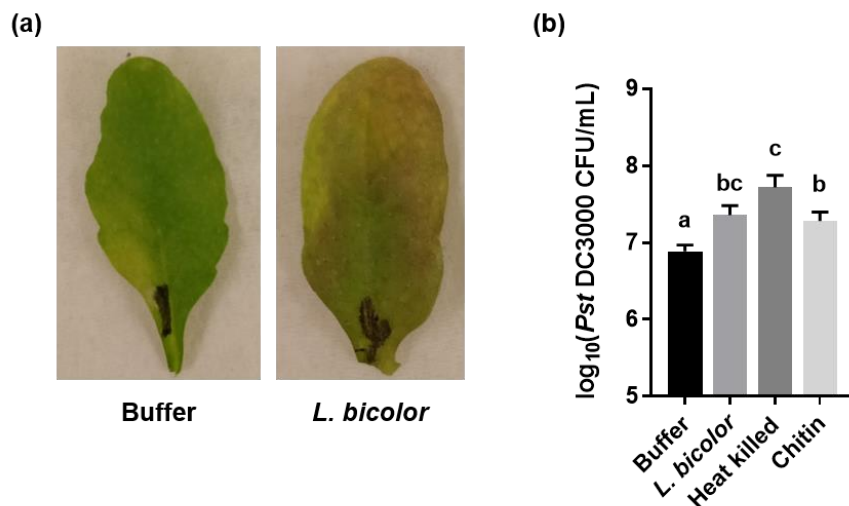 (a)
Buffer
L. bicolor
(b)
log₁₀(Pst DC3000 CFU/mL)
9
8
7
6
5
a
bc
c
b
Buffer
L. bicolor
Heat killed
Chitin